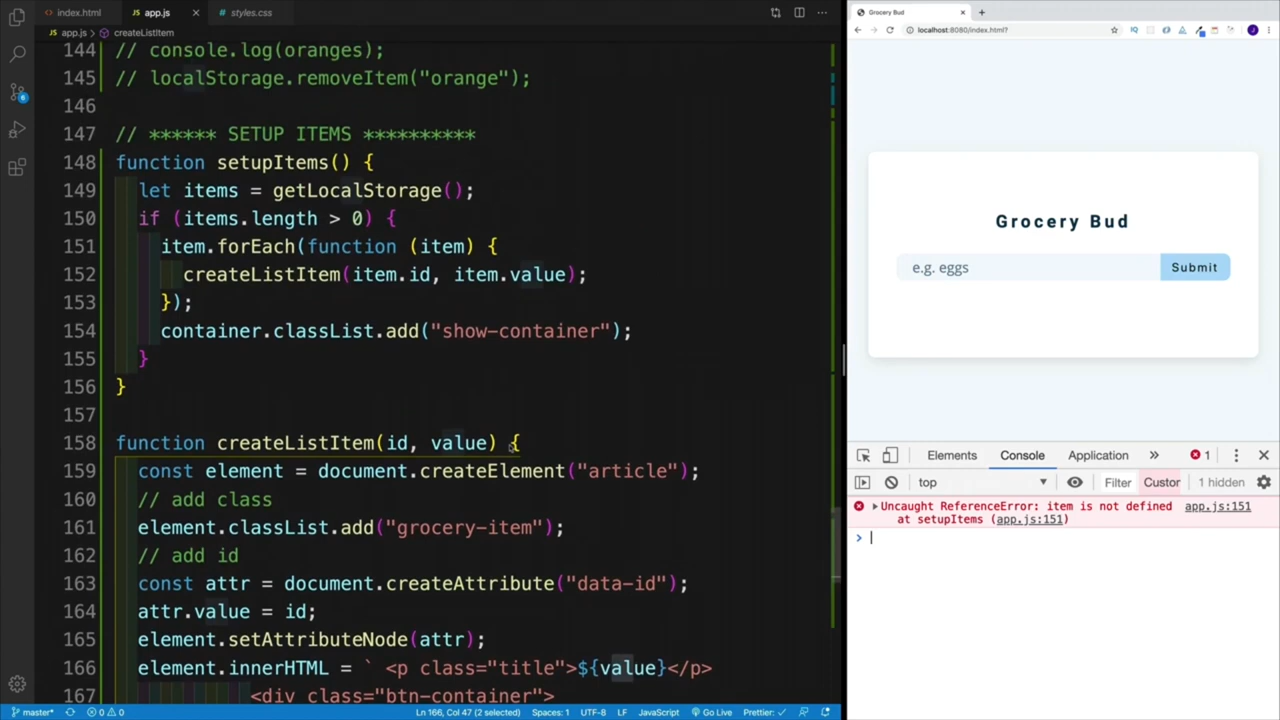 index.html
app.js
styles.css
app.js > createListItem
144 // console.log(oranges);
145 // localStorage.removeItem("orange");
146
147 // ****** SETUP ITEMS **********
148 function setupItems() {
149 let items = getLocalStorage();
150 if (items.length > 0) {
151 item.forEach(function (item) {
152 createListItem(item.id, item.value);
153 });
154 container.classList.add("show-container");
155 }
156 }
157
158 function createListItem(id, value) {
159 const element = document.createElement("article");
160 // add class
161 element.classList.add("grocery-item");
162 // add id
163 const attr = document.createAttribute("data-id");
164 attr.value = id;
165 element.setAttributeNode(attr);
166 element.innerHTML = ` <p class="title">${value}</p>
167 <div class="btn-container">
6
master*
0 0
Ln 166, Col 47 (2 selected)
Spaces: 1
UTF-8
LF
JavaScript
Go Live
Prettier: ✓
Grocery Bud
localhost:8080/index.html?
Grocery Bud
e.g. eggs
Submit
Elements
Console
Application
1
top
Filter
Custor
1 hidden
Uncaught ReferenceError: item is not defined app.js:151
at setupItems (app.js:151)